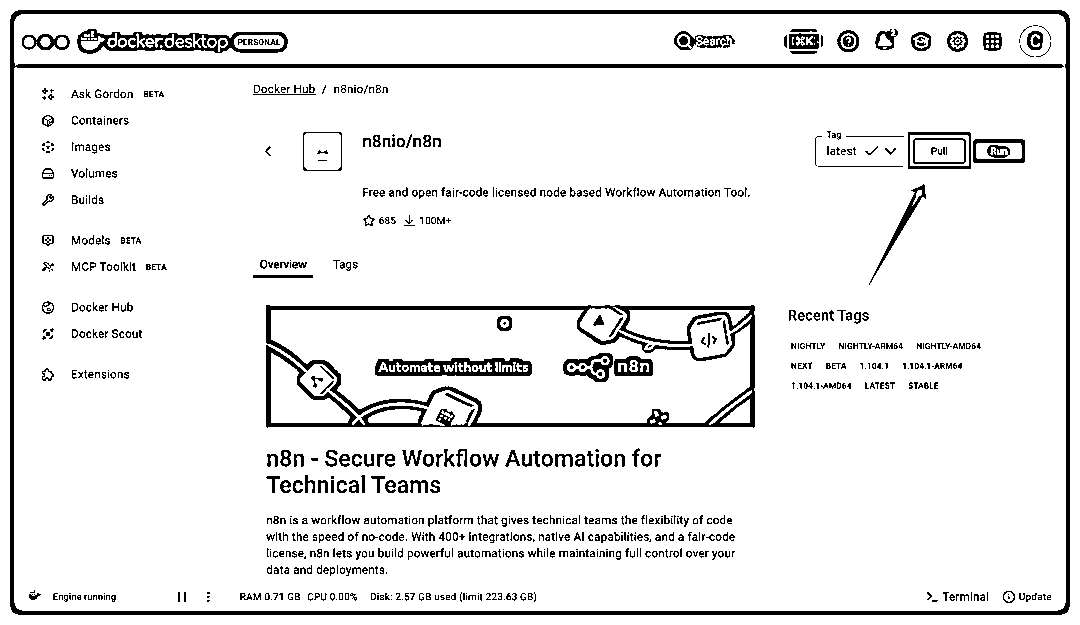 docker.desktop PERSONAL
Search
⌘K
C
Ask Gordon BETA
Containers
Images
Volumes
Builds
Models BETA
MCP Toolkit BETA
Docker Hub
Docker Scout
Extensions
Docker Hub / n8nio/n8n
n8nio/n8n
Tag
latest
Pull
Run
Free and open fair-code licensed node based Workflow Automation Tool.
685 100M+
Overview Tags
Automate without limits n8n
Recent Tags
NIGHTLY NIGHTLY-ARM64 NIGHTLY-AMD64
NEXT BETA 1.104.1 1.104.1-ARM64
1.104.1-AMD64 LATEST STABLE
n8n - Secure Workflow Automation for
Technical Teams
n8n is a workflow automation platform that gives technical teams the flexibility of code
with the speed of no-code. With 400+ integrations, native AI capabilities, and a fair-code
license, n8n lets you build powerful automations while maintaining full control over your
data and deployments.
Engine running
RAM 0.71 GB CPU 0.00% Disk: 2.57 GB used (limit 223.63 GB)
>_ Terminal
Update